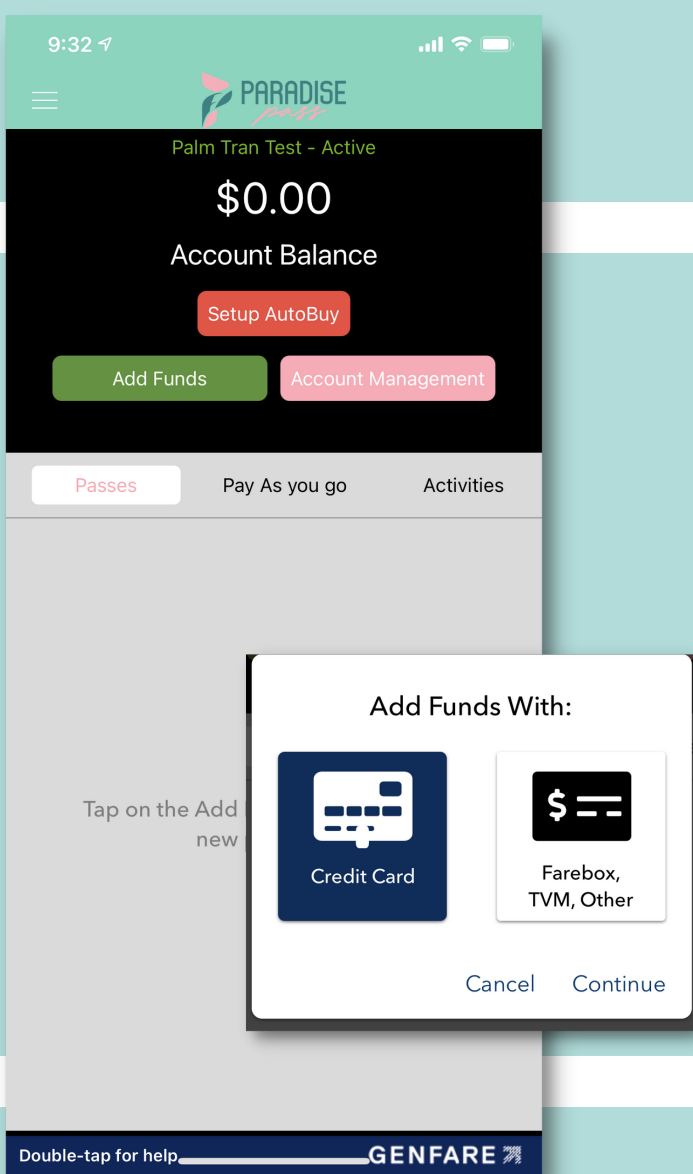 9:32
PARADISE
pass
Palm Tran Test - Active
$0.00
Account Balance
Setup AutoBuy
Add Funds
Account Management
Passes
Pay As you go
Activities
Tap on the Add
new
Add Funds With:
$
Credit Card
Farebox,
TVM, Other
Cancel
Continue
Double-tap for help
GENFARE